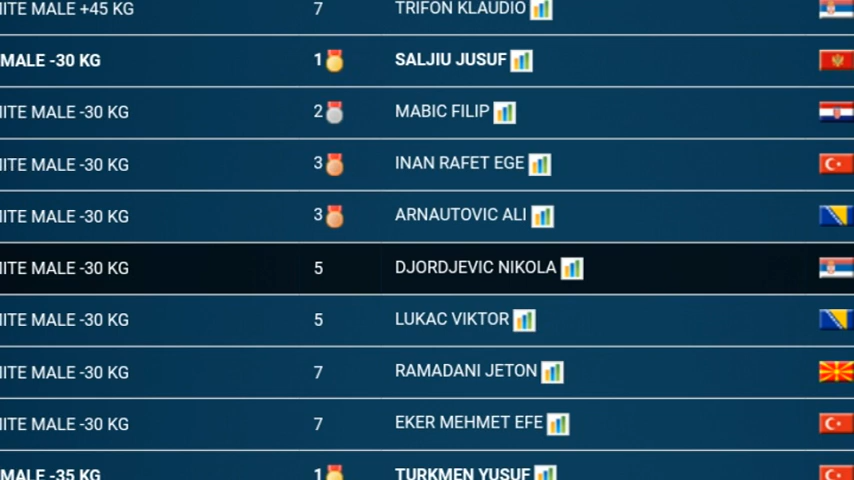 ITE MALE +45 KG 7 TRIFON KLAUDIO
MALE -30 KG 1 SALJIU JUSUF
ITE MALE -30 KG 2 MABIC FILIP
ITE MALE -30 KG 3 INAN RAFET EGE
ITE MALE -30 KG 3 ARNAUTOVIC ALI
ITE MALE -30 KG 5 DJORDJEVIC NIKOLA
ITE MALE -30 KG 5 LUKAC VIKTOR
ITE MALE -30 KG 7 RAMADANI JETON
ITE MALE -30 KG 7 EKER MEHMET EFE
MALE -35 KG 1 TURKMEN YUSUF